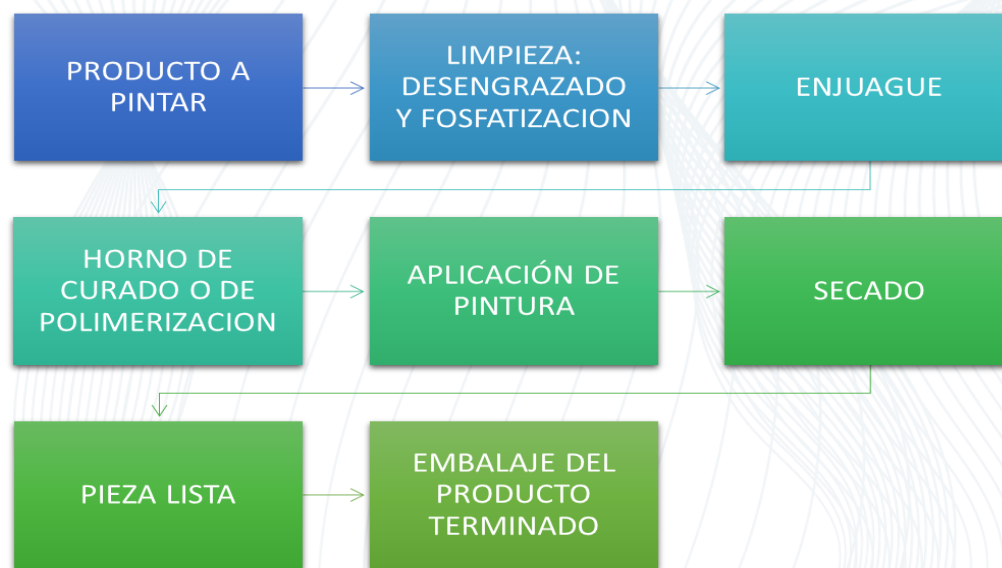 PRODUCTO A
PINTAR
LIMPIEZA:
DESENGRAZADO
Y FOSFATIZACION
ENJUAGUE
HORNO DE
CURADO O DE
POLIMERIZACION
APLICACIÓN DE
PINTURA
SECADO
PIEZA LISTA
EMBALAJE DEL
PRODUCTO
TERMINADO